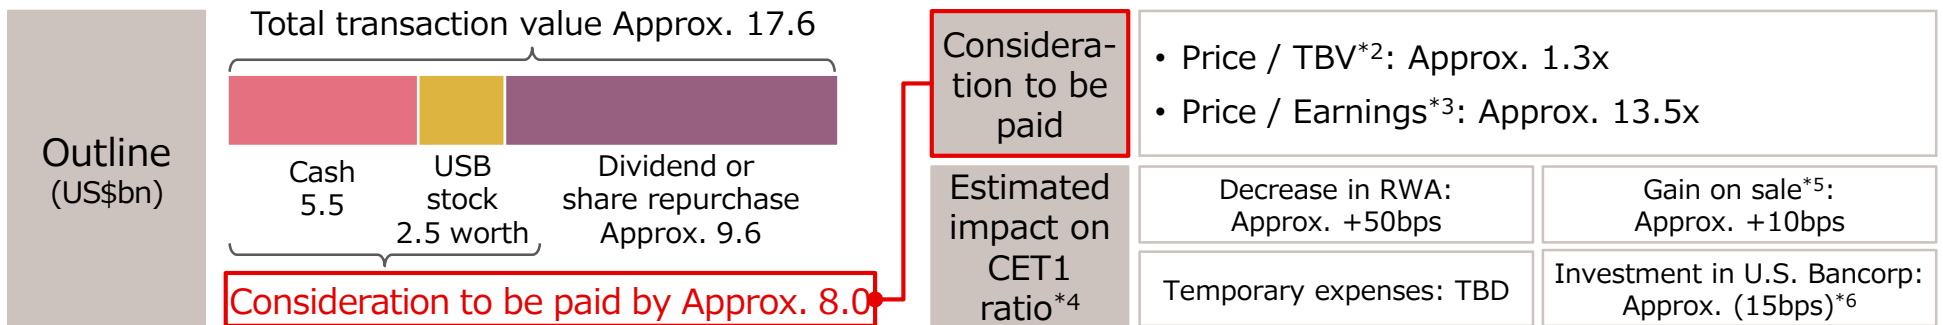 Outline
(US$bn)
Total transaction value Approx. 17.6
Cash
5.5
USB
stock
2.5 worth
Dividend or
share repurchase
Approx. 9.6
Consideration to be paid by Approx. 8.0
Considera-
tion to be
paid
• Price / TBV*2: Approx. 1.3x
• Price / Earnings*3: Approx. 13.5x
Estimated
impact on
CET1
ratio*4
Decrease in RWA:
Approx. +50bps
Gain on sale*5:
Approx. +10bps
Temporary expenses: TBD
Investment in U.S. Bancorp:
Approx. (15bps)*6